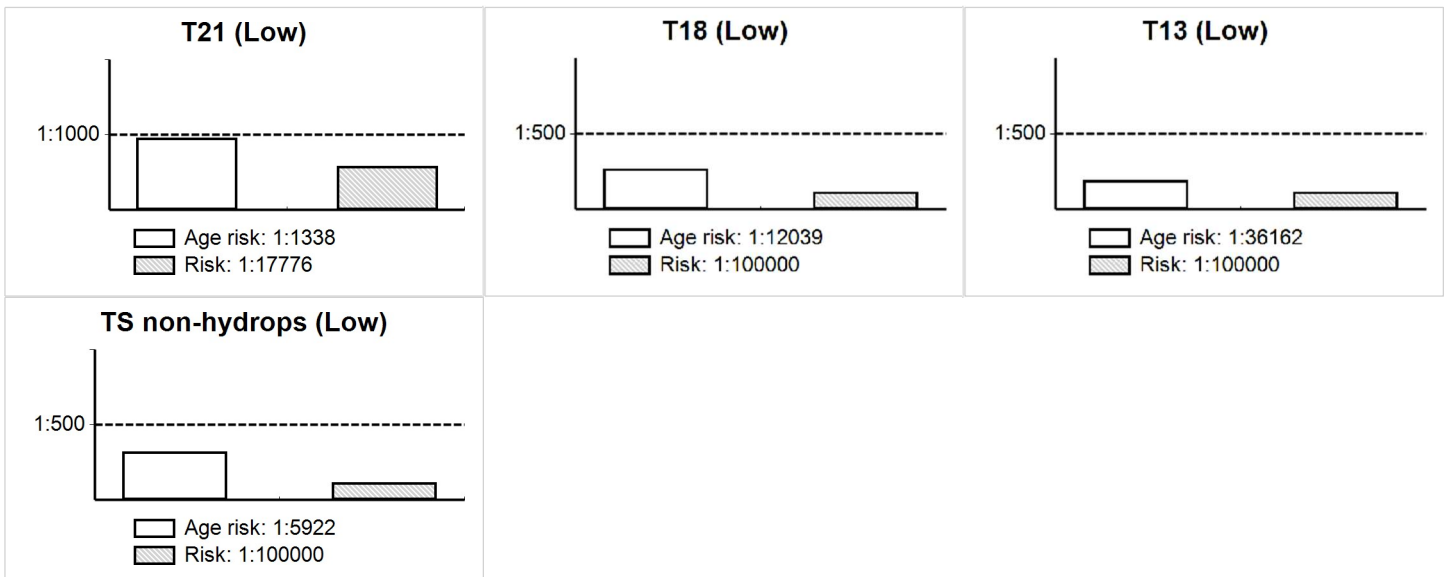 T21 (Low)
1:1000
Age risk: 1:1338
Risk: 1:17776
T18 (Low)
1:500
Age risk: 1:12039
Risk: 1:100000
T13 (Low)
1:500
Age risk: 1:36162
Risk: 1:100000
TS non-hydrops (Low)
1:500
Age risk: 1:5922
Risk: 1:100000